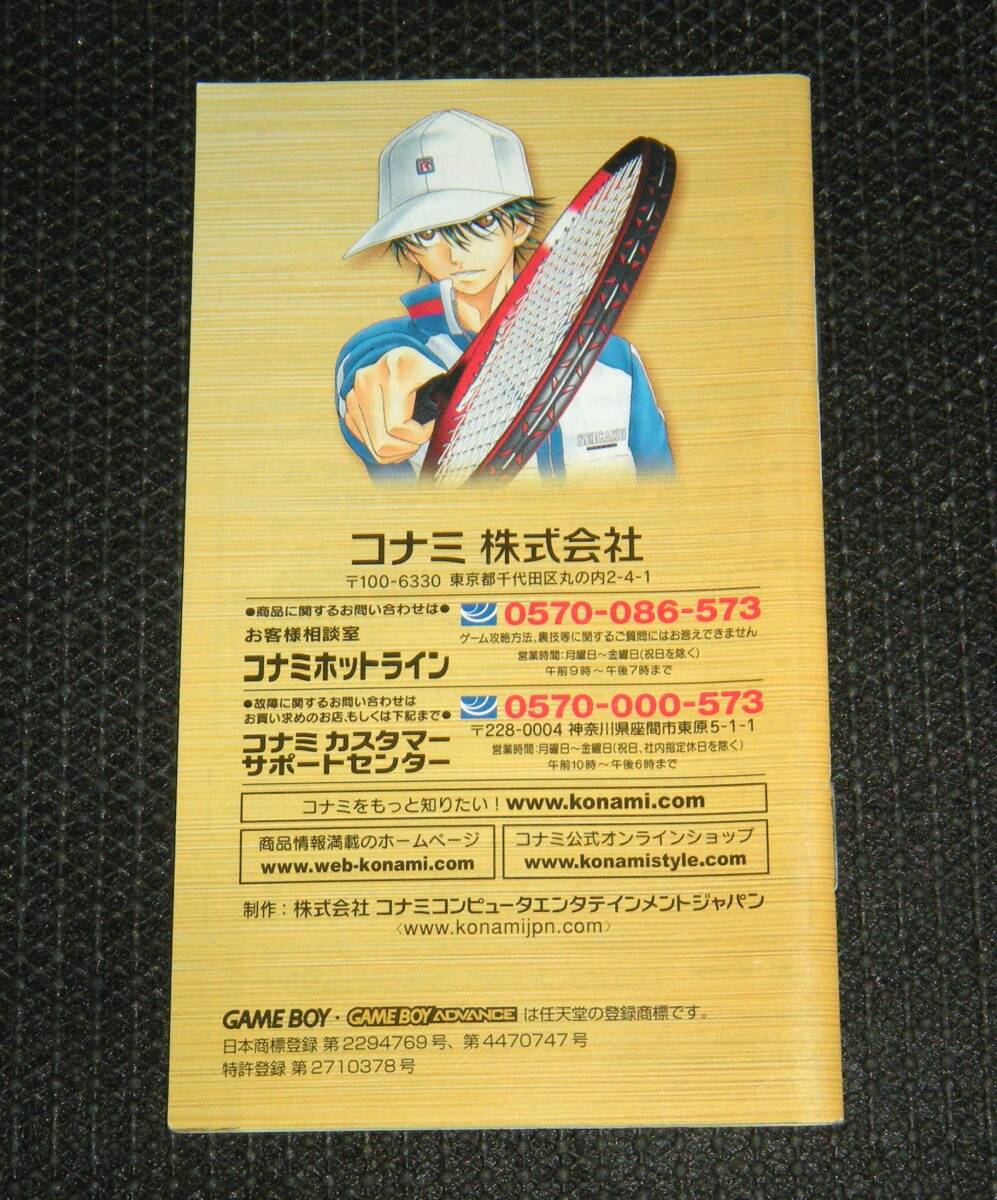 SEIGAKU
コナミ 株式会社
〒100-6330 東京都千代田区丸の内2-4-1
●商品に関するお問い合わせは●
お客様相談室
コナミホットライン
0570-086-573
ゲーム攻略方法、裏技等に関するご質問にはお答えできません
営業時間:月曜日〜金曜日(祝日を除く)
午前9時〜午後7時まで
●故障に関するお問い合わせは
お買い求めのお店、もしくは下記まで●
コナミ カスタマー
サポートセンター
0570-000-573
〒228-0004 神奈川県座間市東原5-1-1
営業時間:月曜日〜金曜日(祝日、社内指定休日を除く)
午前10時〜午後6時まで
コナミをもっと知りたい！www.konami.com
商品情報満載のホームページ
www.web-konami.com
コナミ公式オンラインショップ
www.konamistyle.com
制作：株式会社 コナミコンピュータエンタテインメントジャパン
〈www.konamijpn.com〉
GAME BOY・GAME BOY ADVANCE は任天堂の登録商標です。
日本商標登録 第2294769号、第4470747号
特許登録 第2710378号